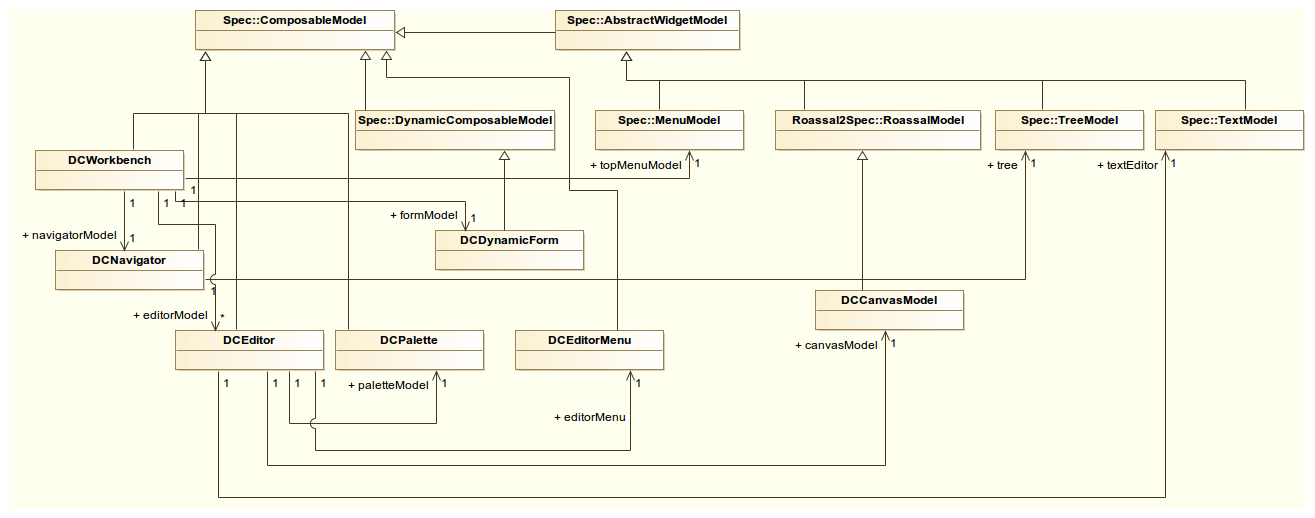 Spec::ComposableModel
Spec::AbstractWidgetModel
Spec::DynamicComposableModel
Spec::MenuModel
Roassal2Spec::RoassalModel
Spec::TreeModel
Spec::TextModel
DCWorkbench
+ topMenuModel
1
+ tree
1
+ textEditor
1
1
1
1
1
+ formModel
1
+ navigatorModel
1
DCDynamicForm
DCNavigator
1
DCCanvasModel
+ editorModel
*
DCEditor
DCPalette
DCEditorMenu
+ canvasModel
1
1
1
1
1
+ paletteModel
1
1
+ editorMenu